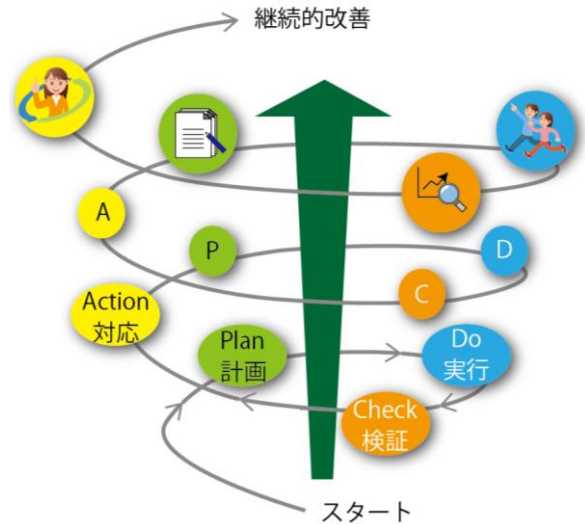 継続的改善
A
P
D
C
Action
対応
Plan
計画
Do
実行
Check
検証
スタート